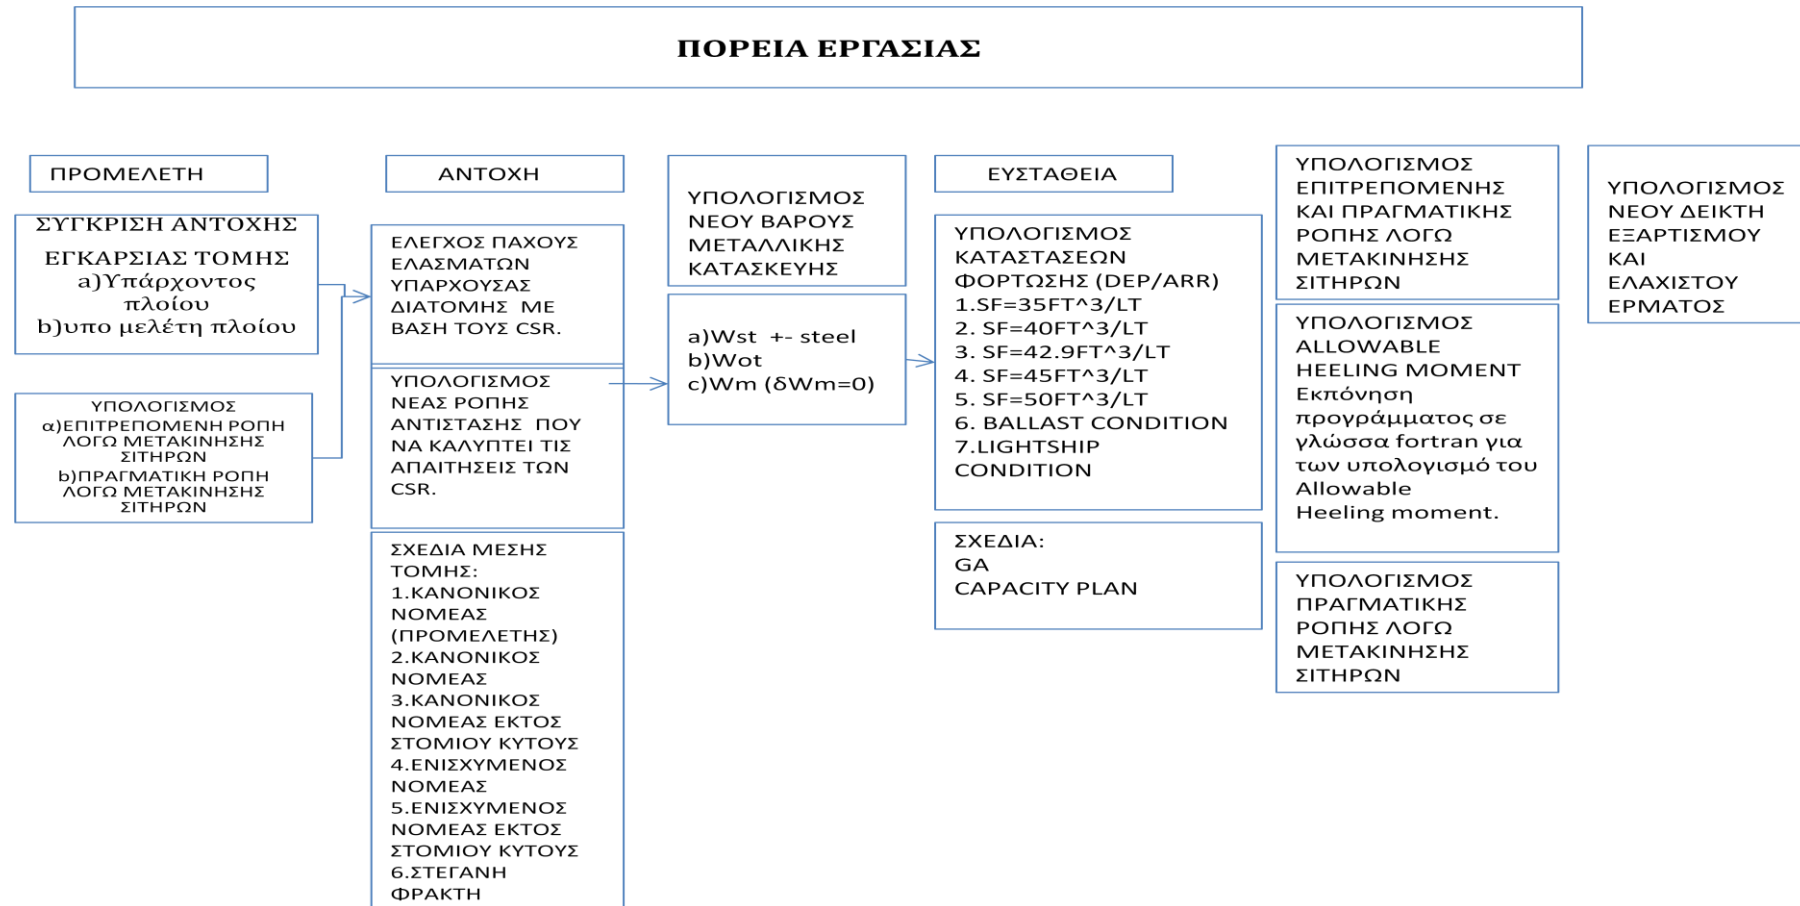 ΠΟΡΕΙΑ ΕΡΓΑΣΙΑΣ
ΠΡΟΜΕΛΕΤΗ
ΣΥΓΚΡΙΣΗ ΑΝΤΟΧΗΣ
ΕΓΚΑΡΣΙΑΣ ΤΟΜΗΣ
a)Υπάρχοντος
πλοίου
b)υπο μελέτη πλοίου
ΥΠΟΛΟΓΙΣΜΟΣ
α)ΕΠΙΤΡΕΠΟΜΕΝΗ ΡΟΠΗ
ΛΟΓΩ ΜΕΤΑΚΙΝΗΣΗΣ
ΣΙΤΗΡΩΝ
b)ΠΡΑΓΜΑΤΙΚΗ ΡΟΠΗ
ΛΟΓΩ ΜΕΤΑΚΙΝΗΣΗΣ
ΣΙΤΗΡΩΝ
ΑΝΤΟΧΗ
ΕΛΕΓΧΟΣ ΠΑΧΟΥΣ
ΕΛΑΣΜΑΤΩΝ
ΥΠΑΡΧΟΥΣΑΣ
ΔΙΑΤΟΜΗΣ ΜΕ
ΒΑΣΗ ΤΟΥΣ CSR.
ΥΠΟΛΟΓΙΣΜΟΣ
ΝΕΑΣ ΡΟΠΗΣ
ΑΝΤΙΣΤΑΣΗΣ ΠΟΥ
ΝΑ ΚΑΛΥΠΤΕΙ ΤΙΣ
ΑΠΑΙΤΗΣΕΙΣ ΤΩΝ
CSR.
ΣΧΕΔΙΑ ΜΕΣΗΣ
ΤΟΜΗΣ:
1.ΚΑΝΟΝΙΚΟΣ
ΝΟΜΕΑΣ
(ΠΡΟΜΕΛΕΤΗΣ)
2.ΚΑΝΟΝΙΚΟΣ
ΝΟΜΕΑΣ
3.ΚΑΝΟΝΙΚΟΣ
ΝΟΜΕΑΣ ΕΚΤΟΣ
ΣΤΟΜΙΟΥ ΚΥΤΟΥΣ
4.ΕΝΙΣΧΥΜΕΝΟΣ
ΝΟΜΕΑΣ
5.ΕΝΙΣΧΥΜΕΝΟΣ
ΝΟΜΕΑΣ ΕΚΤΟΣ
ΣΤΟΜΙΟΥ ΚΥΤΟΥΣ
6.ΣΤΕΓΑΝΗ
ΦΡΑΚΤΗ
ΥΠΟΛΟΓΙΣΜΟΣ
ΝΕΟΥ ΒΑΡΟΥΣ
ΜΕΤΑΛΛΙΚΗΣ
ΚΑΤΑΣΚΕΥΗΣ
a)Wst +- steel
b)Wot
c)Wm (δWm=0)
ΕΥΣΤΑΘΕΙΑ
ΥΠΟΛΟΓΙΣΜΟΣ
ΚΑΤΑΣΤΑΣΕΩΝ
ΦΟΡΤΩΣΗΣ (DEP/ARR)
1.SF=35FT^3/LT
2. SF=40FT^3/LT
3. SF=42.9FT^3/LT
4. SF=45FT^3/LT
5. SF=50FT^3/LT
6. BALLAST CONDITION
7.LIGHTSHIP
CONDITION
ΣΧΕΔΙΑ:
GA
CAPACITY PLAN
ΥΠΟΛΟΓΙΣΜΟΣ
ΕΠΙΤΡΕΠΟΜΕΝΗΣ
ΚΑΙ ΠΡΑΓΜΑΤΙΚΗΣ
ΡΟΠΗΣ ΛΟΓΩ
ΜΕΤΑΚΙΝΗΣΗΣ
ΣΙΤΗΡΩΝ
ΥΠΟΛΟΓΙΣΜΟΣ
ALLOWABLE
HEELING MOMENT
Εκπόνηση
προγράμματος σε
γλώσσα fortran για
των υπολογισμό του
Allowable
Heeling moment.
ΥΠΟΛΟΓΙΣΜΟΣ
ΠΡΑΓΜΑΤΙΚΗΣ
ΡΟΠΗΣ ΛΟΓΩ
ΜΕΤΑΚΙΝΗΣΗΣ
ΣΙΤΗΡΩΝ
ΥΠΟΛΟΓΙΣΜΟΣ
ΝΕΟΥ ΔΕΙΚΤΗ
ΕΞΑΡΤΙΣΜΟΥ
ΚΑΙ
ΕΛΑΧΙΣΤΟΥ
ΕΡΜΑΤΟΣ